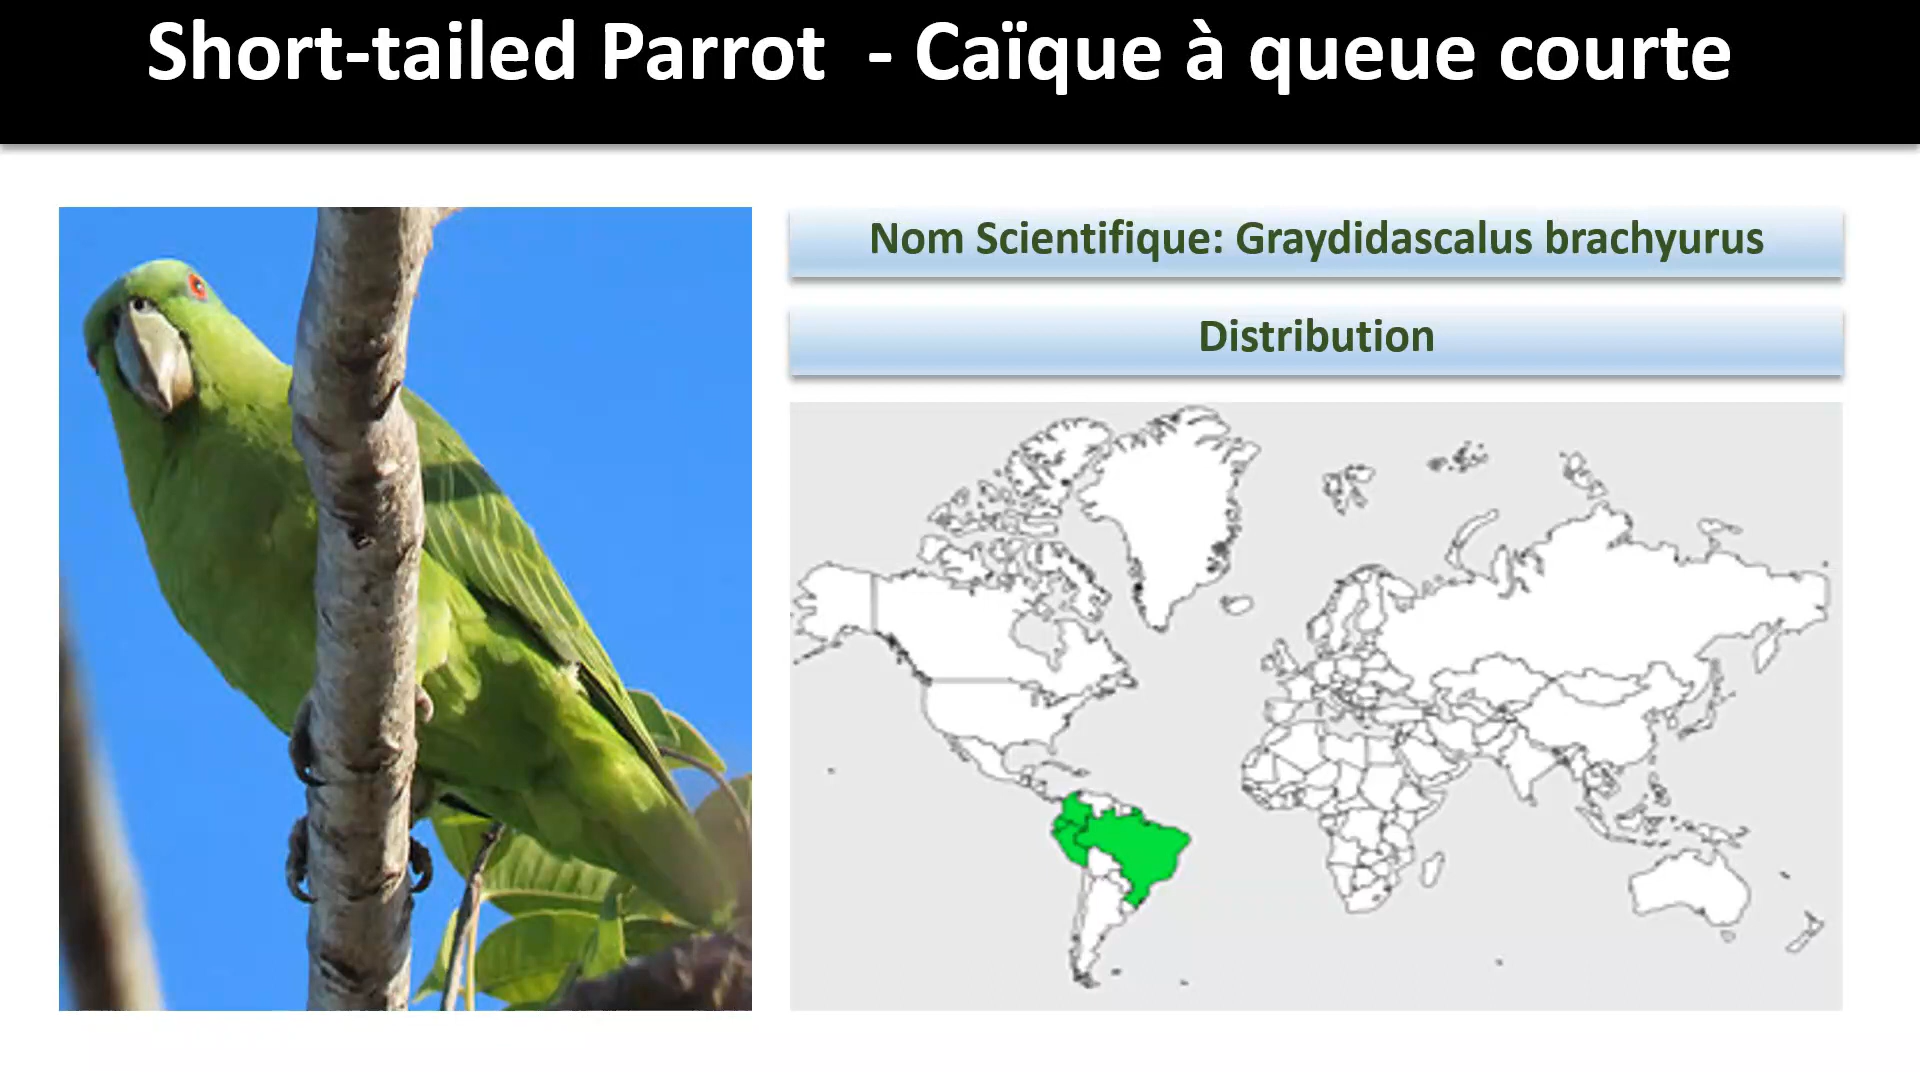 Short-tailed Parrot  - Caïque à queue courte
Nom Scientifique: Graydidascalus brachyurus
Distribution